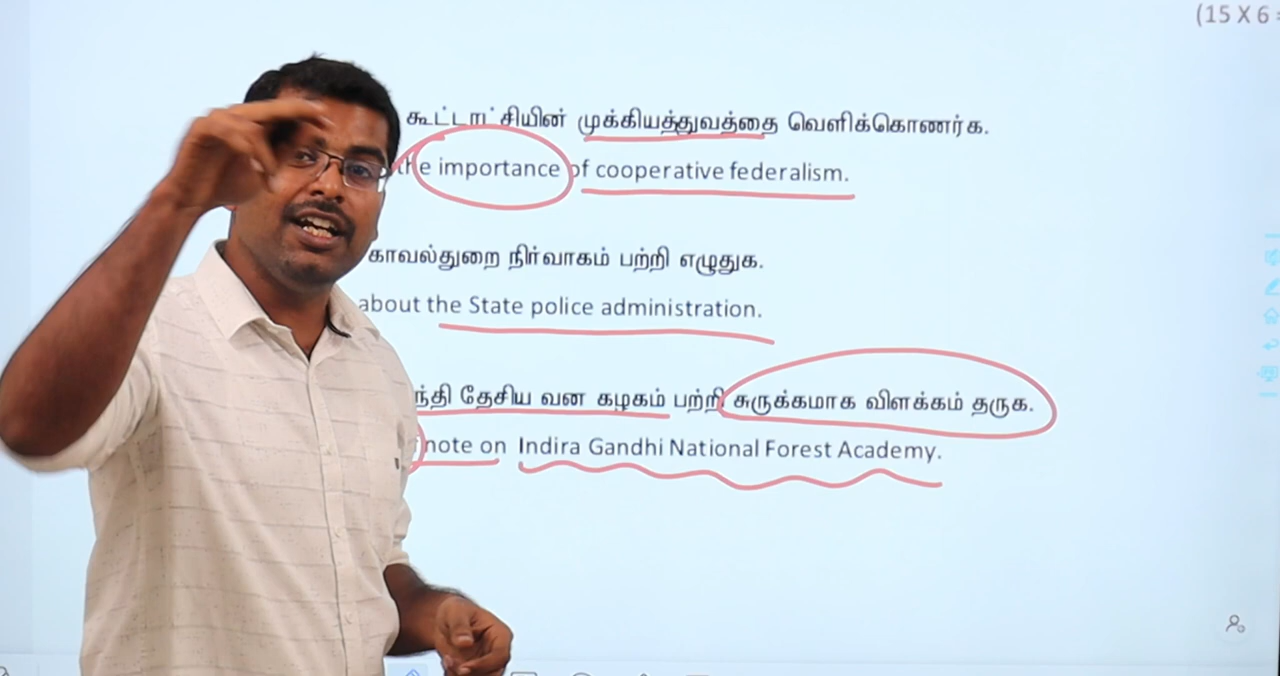 (15 X 6 =
கூட்டாட்சியின் முக்கியத்துவத்தை வெளிக்கொணர்க.
the importance of cooperative federalism.
காவல்துறை நிர்வாகம் பற்றி எழுதுக.
about the State police administration.
ந்தி தேசிய வன கழகம் பற்றி சுருக்கமாக விளக்கம் தருக.
note on Indira Gandhi National Forest Academy.